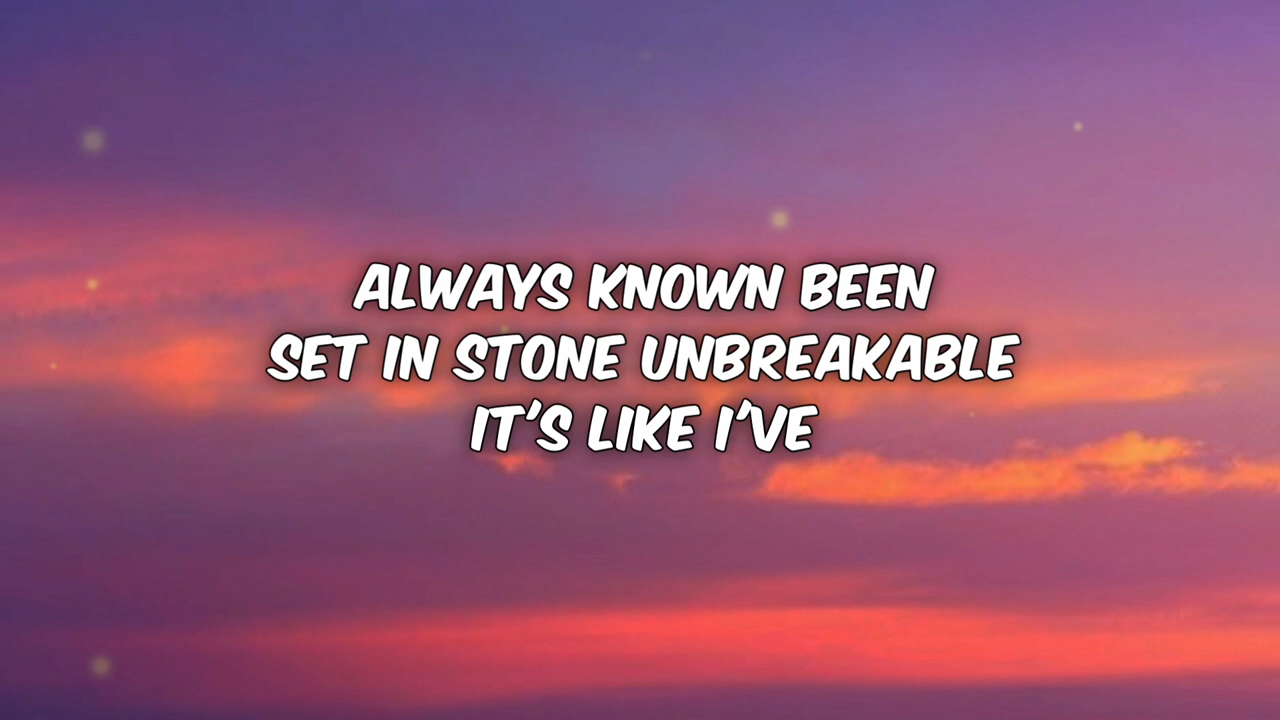 ALWAYS KNOWN BEEN
SET IN STONE UNBREAKABLE
IT'S LIKE I'VE